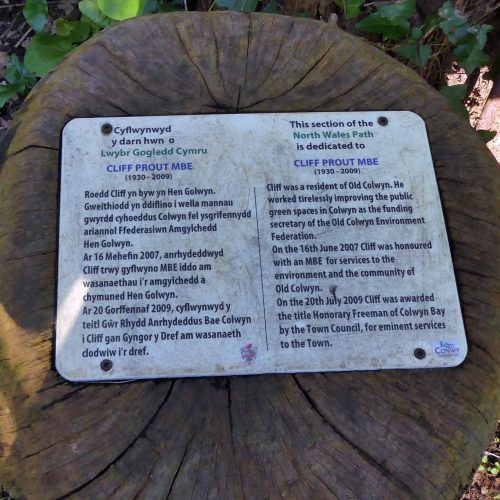 Cyflwynwyd
y darn hwn o
Lwybr Gogledd Cymru
CLIFF PROUT MBE
(1930-2009)
Roedd Cliff yn byw yn Hen Golwyn.
Gweithiodd yn ddiflino i wella mannau
gwyrdd cyhoeddus Colwyn fel ysgrifennydd
ariannol Ffederasiwn Amgylchedd
Hen Golwyn.
Ar 16 Mehefin 2007, anrhydeddwyd
Cliff trwy gyflwyno MBE iddo am
wasanaethau i'r amgylchedd a
chymuned Hen Golwyn.
Ar 20 Gorffennaf 2009, cyflwynwyd y
teitl Gŵr Rhydd Anrhydeddus Bae Colwyn
i Cliff gan Gyngor y Dref am wasanaeth
clodwiw i'r dref.
This section of the
North Wales Path
is dedicated to
CLIFF PROUT MBE
(1930-2009)
Cliff was a resident of Old Colwyn. He
worked tirelessly improving the public
green spaces in Colwyn as the funding
secretary of the Old Colwyn Environment
Federation.
On the 16th June 2007 Cliff was honoured
with an MBE for services to the
environment and the community of
Old Colwyn.
On the 20th July 2009 Cliff was awarded
the title Honorary Freeman of Colwyn Bay
by the Town Council, for eminent services
to the Town.
CONWY